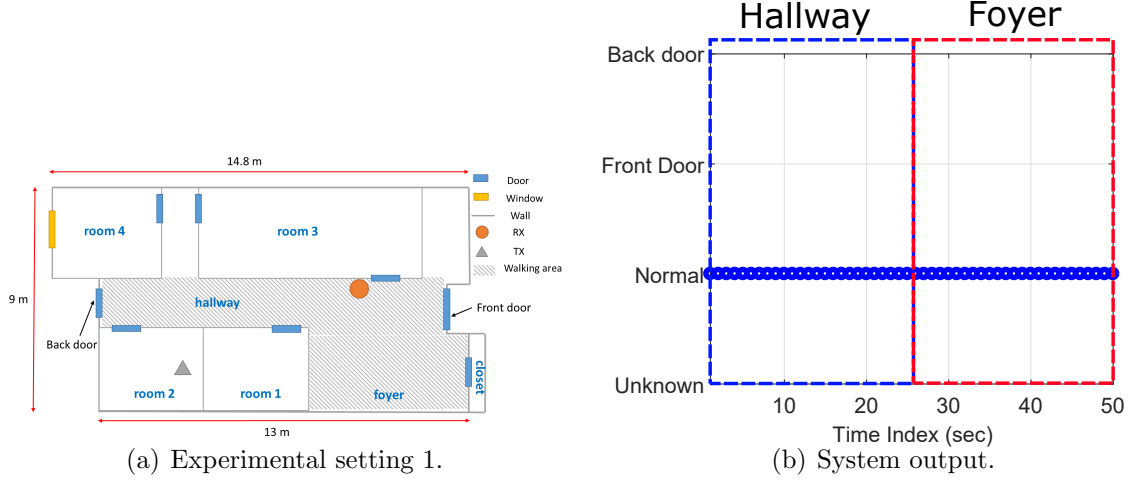 14.8 m
Door
Window
Wall
RX
TX
Walking area
room 4
room 3
9 m
hallway
Front door
Back door
room 2
room 1
foyer
closet
13 m
(a) Experimental setting 1.
Hallway Foyer
Back door
Front Door
Normal
Unknown
10 20 30 40 50
Time Index (sec)
(b) System output.